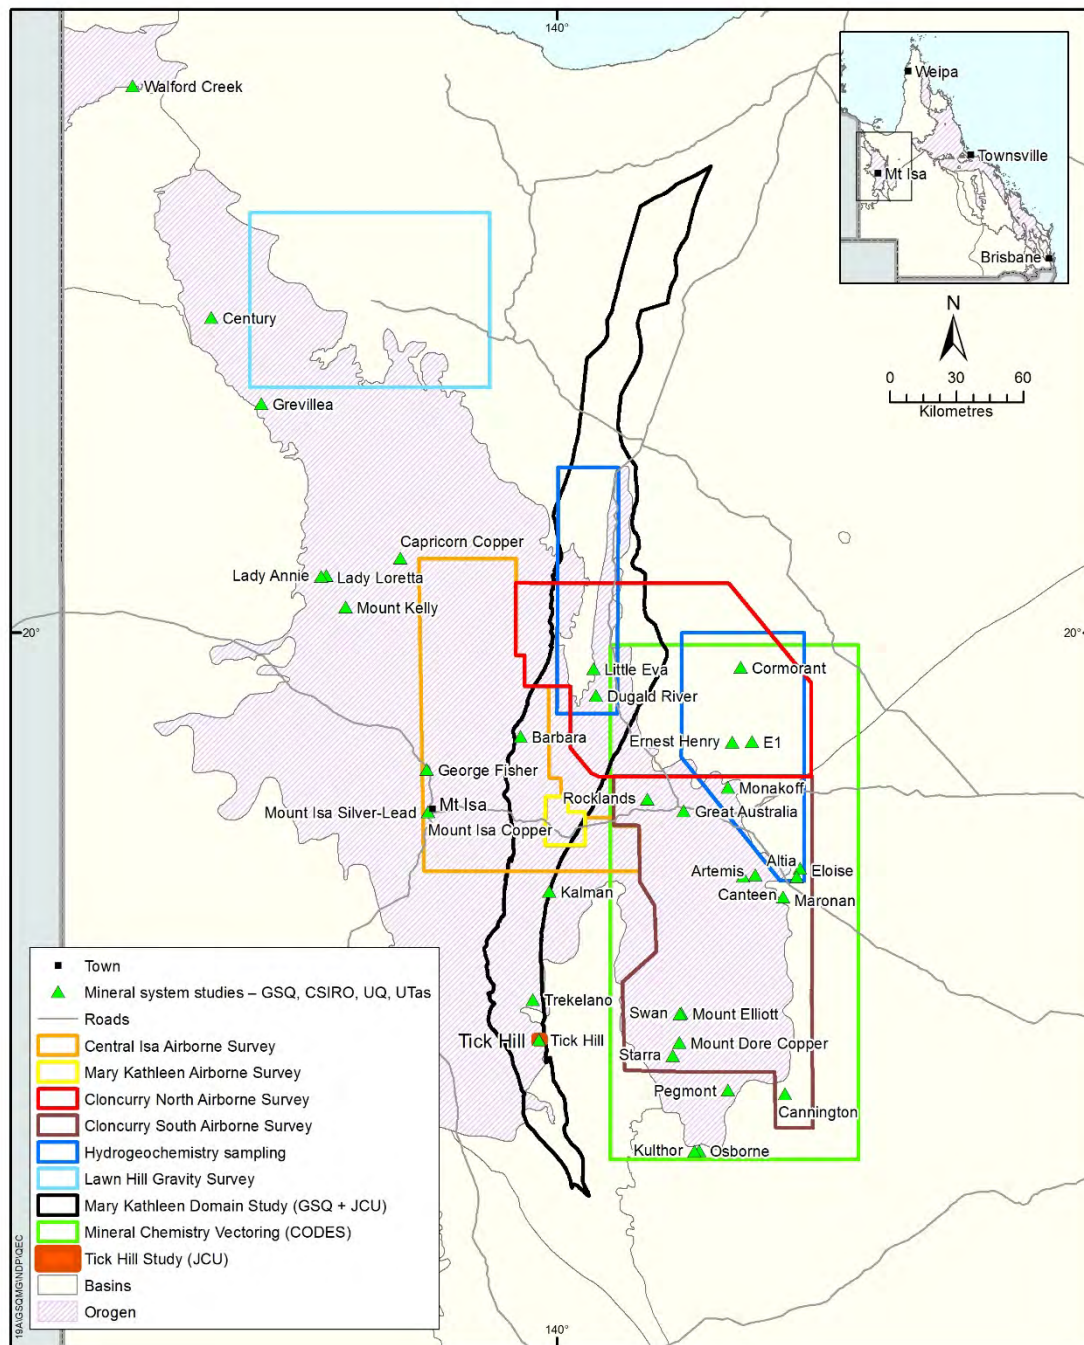 140°
Walford Creek
Weipa
Townsville
Mt Isa
Brisbane
N
0 30 60
Kilometres
Century
Grevillea
Capricorn Copper
Lady Annie
Lady Loretta
Mount Kelly
20°
20°
Little Eva
Cormorant
Dugald River
Barbara
Ernest Henry
E1
George Fisher
Monakoff
Rocklands
Mt Isa
Mount Isa Silver-Lead
Great Australia
Mount Isa Copper
Altia
Artemis
Eloise
Canteen
Maronan
Kalman
Trekelano
Swan
Mount Elliott
Tick Hill
Tick Hill
Mount Dore Copper
Starra
Pegmont
Cannington
Kulthor
Osborne
Town
Mineral system studies – GSQ, CSIRO, UQ, UTas
Roads
Central Isa Airborne Survey
Mary Kathleen Airborne Survey
Cloncurry North Airborne Survey
Cloncurry South Airborne Survey
Hydrogeochemistry sampling
Lawn Hill Gravity Survey
Mary Kathleen Domain Study (GSQ + JCU)
Mineral Chemistry Vectoring (CODES)
Tick Hill Study (JCU)
Basins
Orogen
19A\GSQMG\NDP\QEC
140°